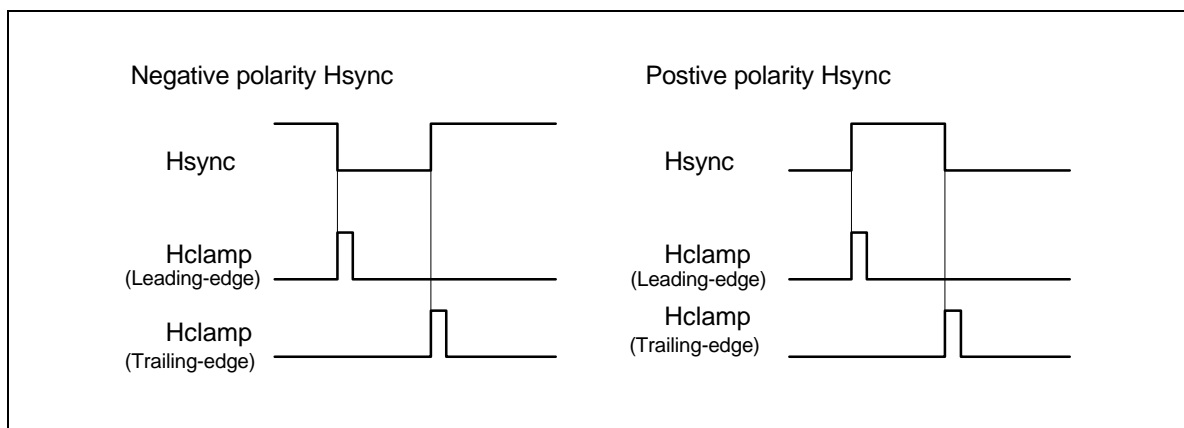 Negative polarity Hsync
Hsync
Hclamp
(Leading-edge)
Hclamp
(Trailing-edge)
Postive polarity Hsync
Hsync
Hclamp
(Leading-edge)
Hclamp
(Trailing-edge)